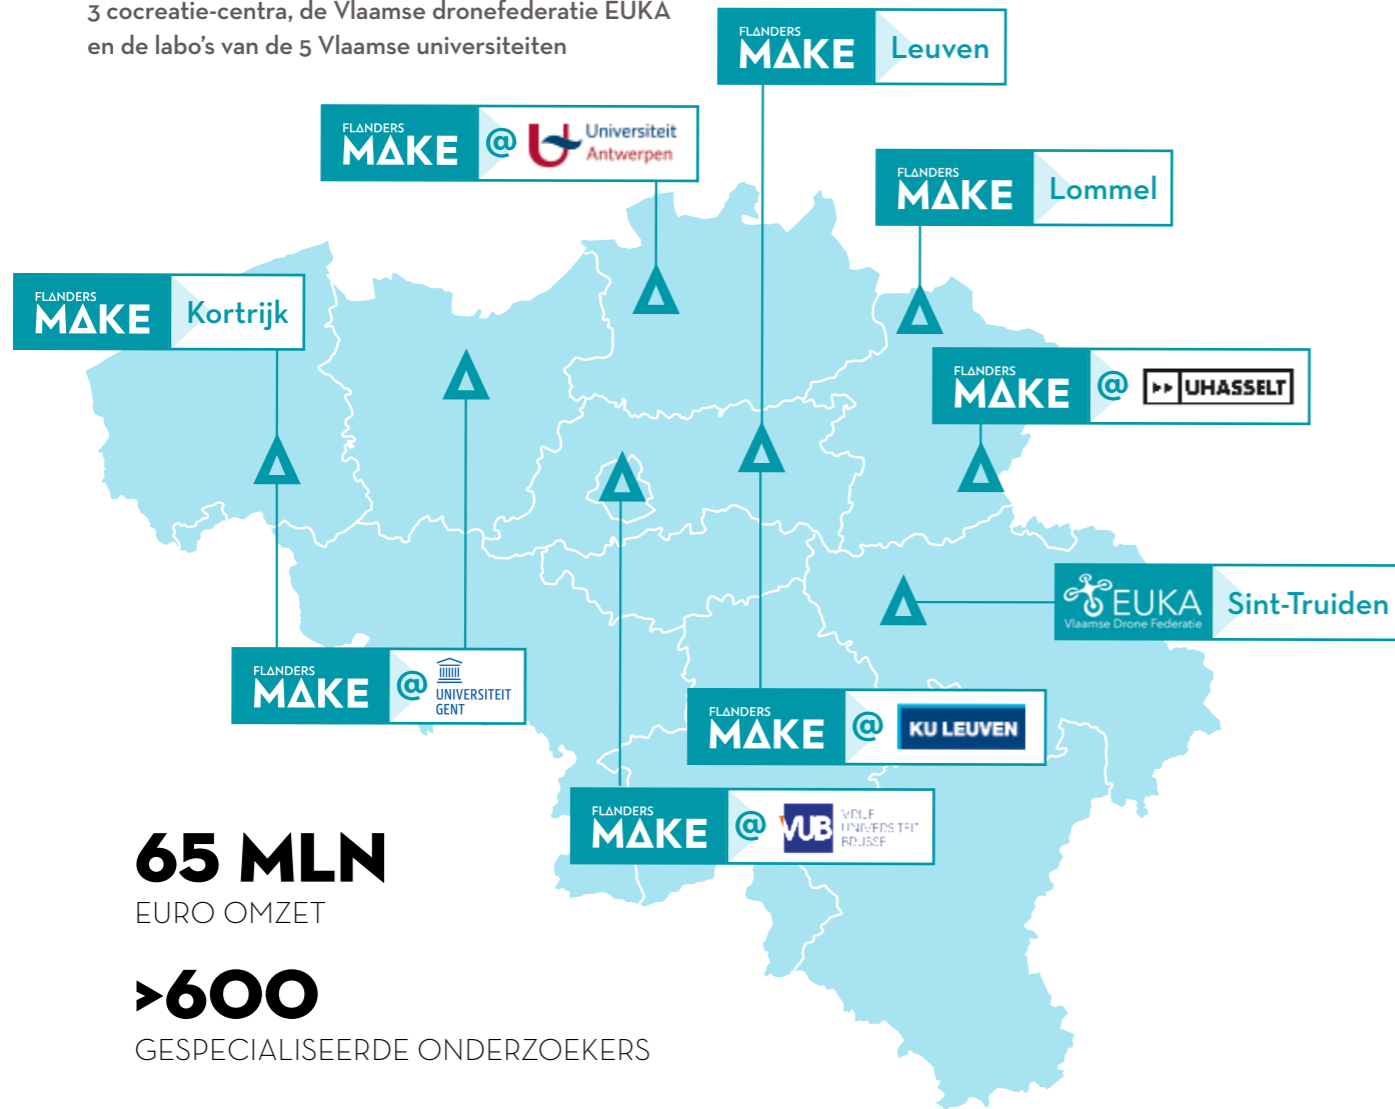 3 cocreatie-centra, de Vlaamse dronefederatie EUKA
en de labo's van de 5 Vlaamse universiteiten
FLANDERS
MAKE
Leuven
FLANDERS
MAKE
@
Universiteit
Antwerpen
FLANDERS
MAKE
Lommel
FLANDERS
MAKE
Kortrijk
FLANDERS
MAKE
@
UHASSELT
EUKA
Vlaamse Drone Federatie
Sint-Truiden
FLANDERS
MAKE
@
UNIVERSITEIT
GENT
FLANDERS
MAKE
@
KU LEUVEN
FLANDERS
MAKE
@
VUB
65 MLN
EURO OMZET
>600
GESPECIALISEERDE ONDERZOEKERS